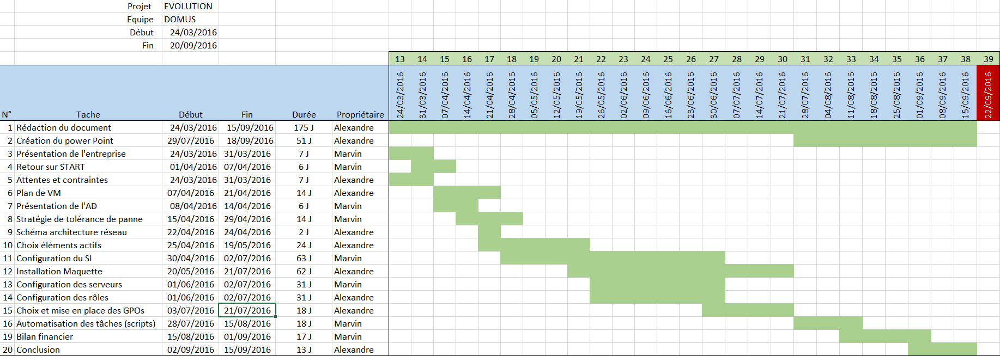 Projet EVOLUTION
Equipe DOMUS
Début 24/03/2016
Fin 20/09/2016
13 14 15 16 17 18 19 20 21 22 23 24 25 26 27 28 29 30 31 32 33 34 35 36 37 38 39
24/03/2016 31/03/2016 07/04/2016 14/04/2016 21/04/2016 28/04/2016 05/05/2016 12/05/2016 19/05/2016 26/05/2016 02/06/2016 09/06/2016 16/06/2016 23/06/2016 30/06/2016 07/07/2016 14/07/2016 21/07/2016 28/07/2016 04/08/2016 11/08/2016 18/08/2016 25/08/2016 01/09/2016 08/09/2016 15/09/2016 22/09/2016
N° Tache Début Fin Durée Propriétaire
1 Rédaction du document 24/03/2016 15/09/2016 175 J Alexandre
2 Création du power Point 29/07/2016 18/09/2016 51 J Alexandre
3 Présentation de l'entreprise 24/03/2016 31/03/2016 7 J Marvin
4 Retour sur START 01/04/2016 07/04/2016 6 J Marvin
5 Attentes et contraintes 24/03/2016 31/03/2016 7 J Alexandre
6 Plan de VM 07/04/2016 21/04/2016 14 J Alexandre
7 Présentation de l'AD 08/04/2016 14/04/2016 6 J Marvin
8 Stratégie de tolérance de panne 15/04/2016 29/04/2016 14 J Marvin
9 Schéma architecture réseau 22/04/2016 24/04/2016 2 J Alexandre
10 Choix éléments actifs 25/04/2016 19/05/2016 24 J Alexandre
11 Configuration du SI 30/04/2016 02/07/2016 63 J Marvin
12 Installation Maquette 20/05/2016 21/07/2016 62 J Alexandre
13 Configuration des serveurs 01/06/2016 02/07/2016 31 J Marvin
14 Configuration des rôles 01/06/2016 02/07/2016 31 J Alexandre
15 Choix et mise en place des GPOs 03/07/2016 21/07/2016 18 J Alexandre
16 Automatisation des tâches (scripts) 28/07/2016 15/08/2016 18 J Marvin
19 Bilan financier 15/08/2016 01/09/2016 17 J Marvin
20 Conclusion 02/09/2016 15/09/2016 13 J Alexandre